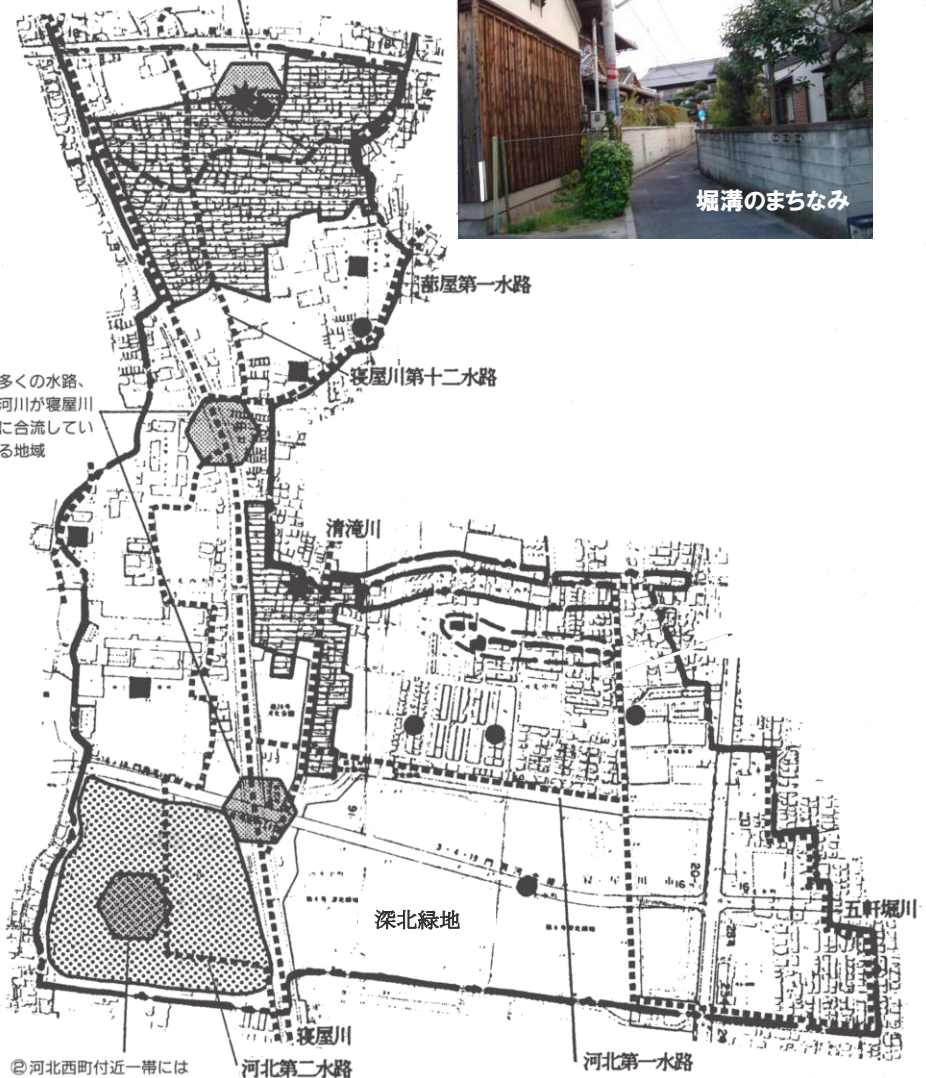 堀溝のまちなみ
蔀屋第一水路
寝屋川第十二水路
多くの水路、
河川が寝屋川
に合流してい
る地域
清滝川
深北緑地
五軒堀川
寝屋川
河北第一水路
②河北西町付近一帯には
河北第二水路